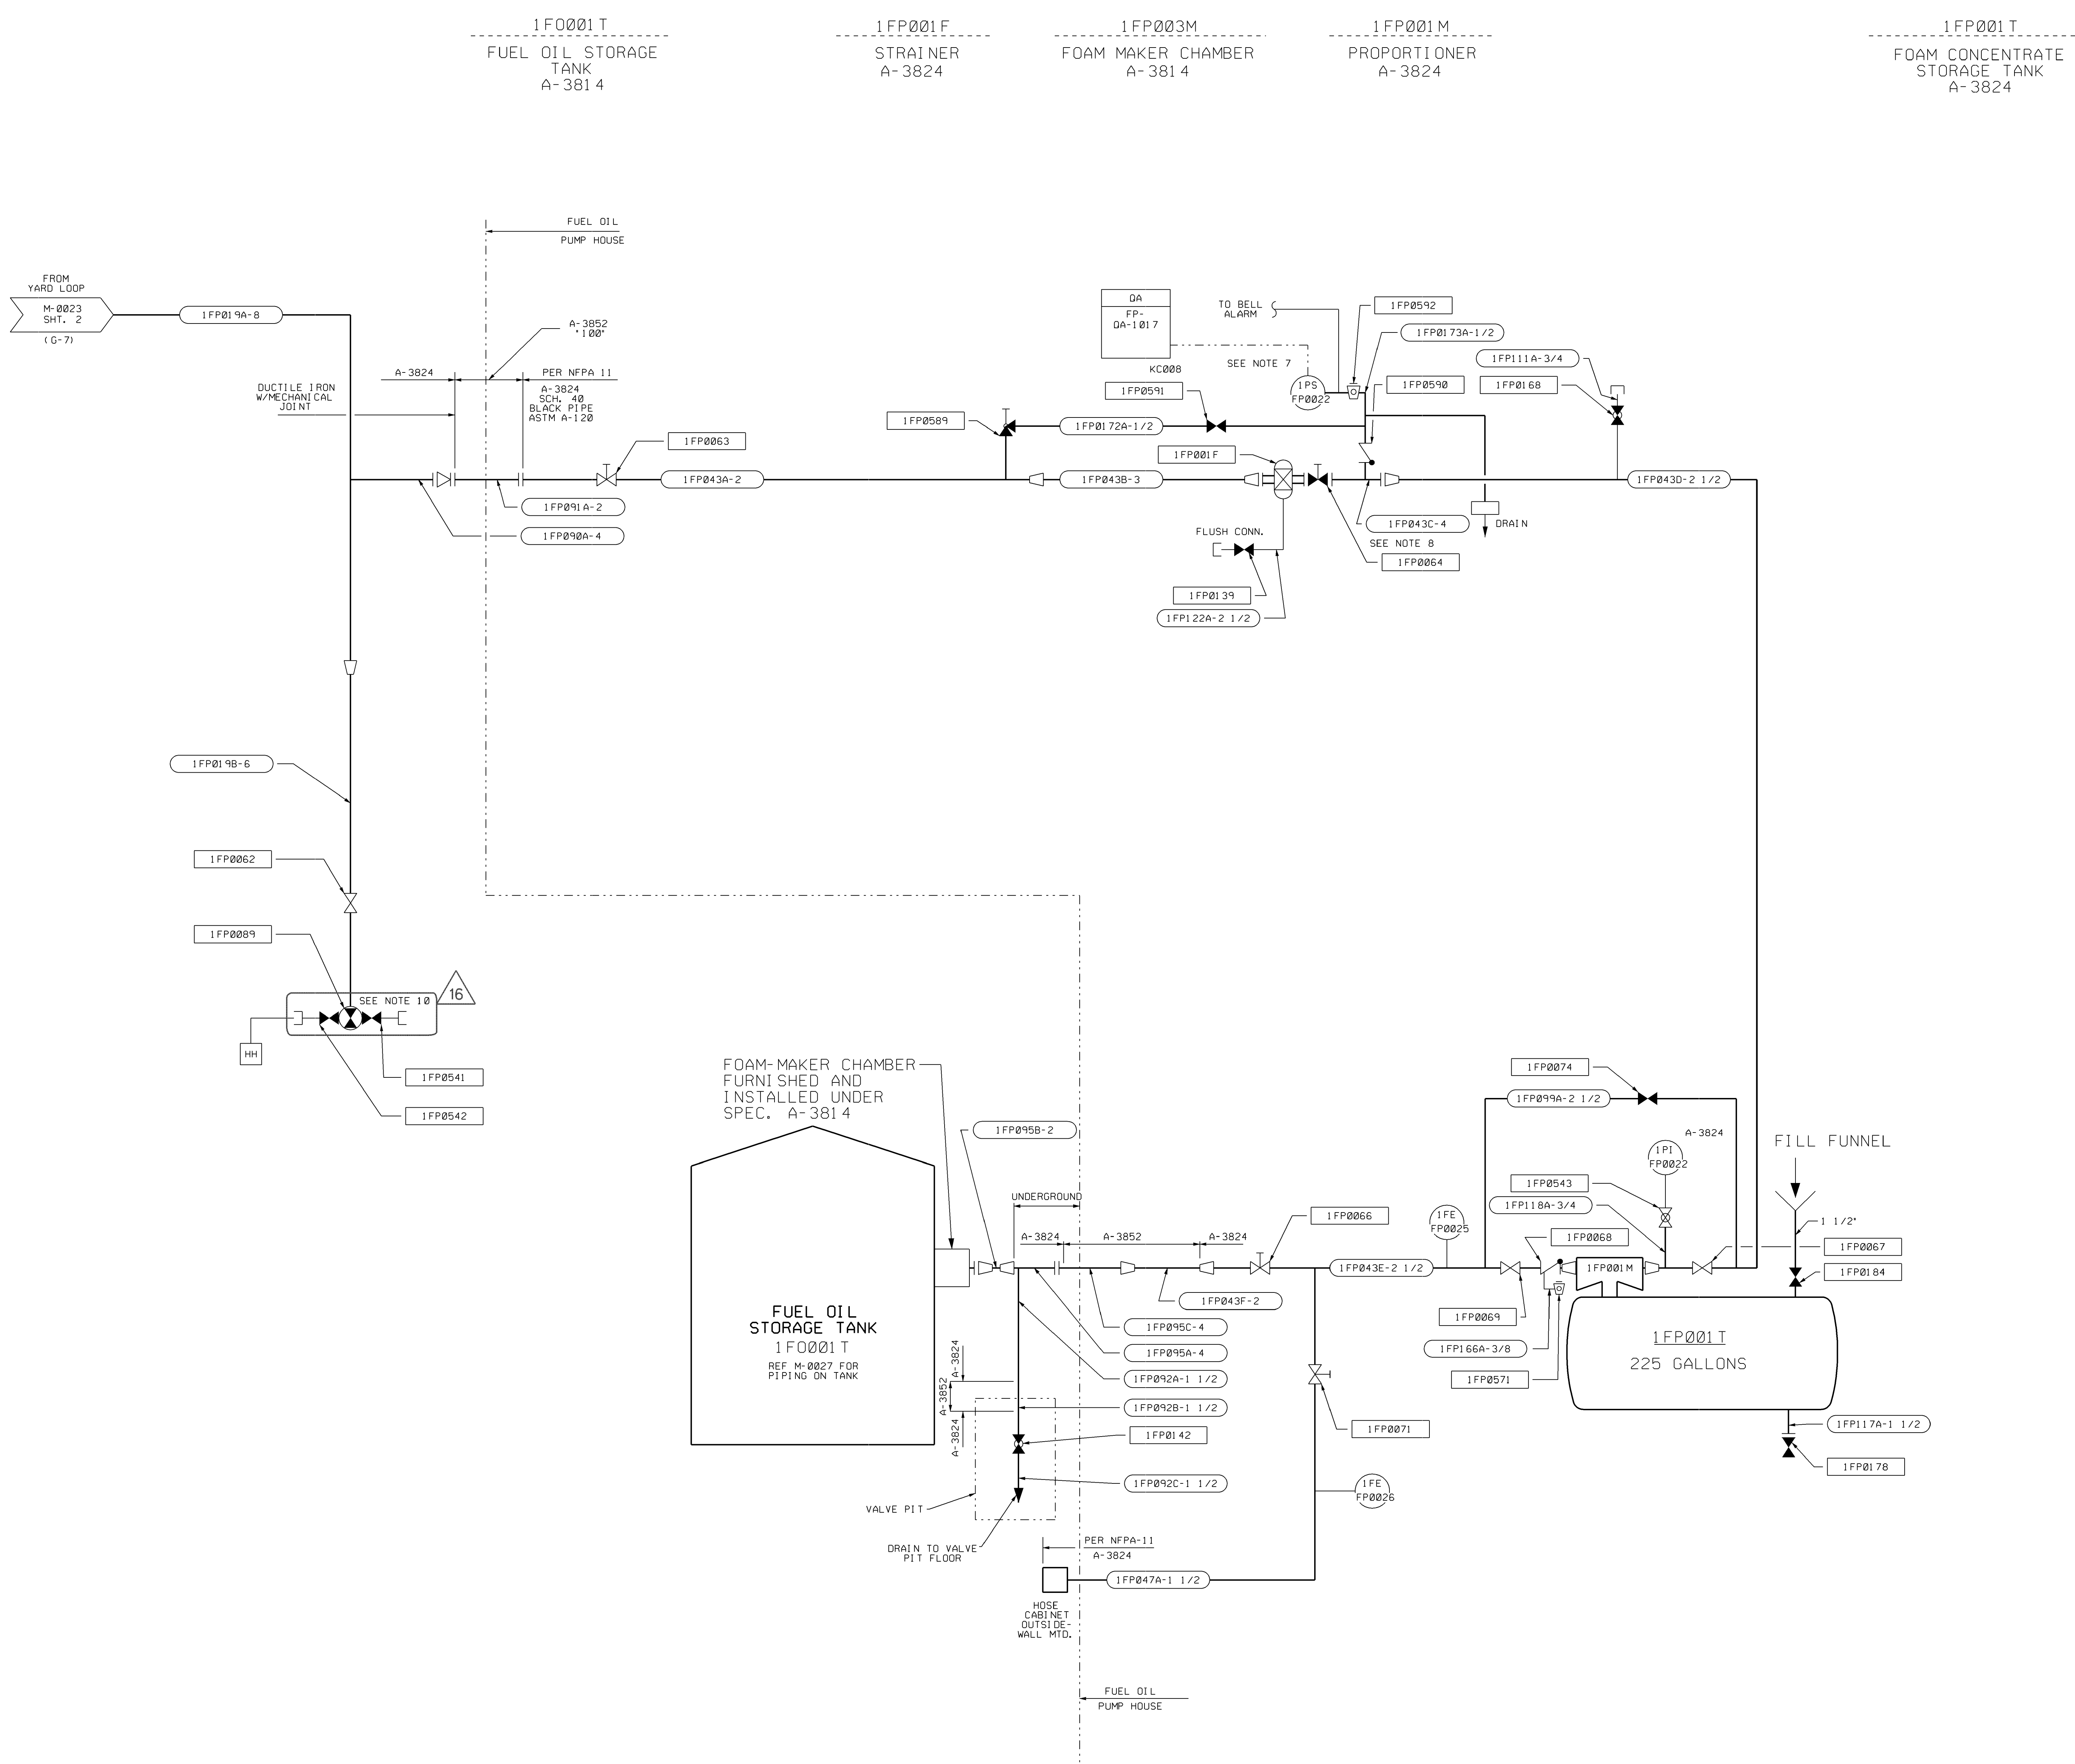 1FO001T
FUEL OIL STORAGE
TANK
A-3814
1FP001F
STRAINER
A-3824
1FP003M
FOAM MAKER CHAMBER
A-3814
1FP001M
PROPORTIONER
A-3824
1FP001T
FOAM CONCENTRATE
STORAGE TANK
A-3824
FUEL OIL
PUMP HOUSE
FROM
YARD LOOP
M-0023
SHT. 2
(G-7)
1FP019A-8
A-3852
"100"
A-3824
PER NFPA 11
A-3824
SCH. 40
BLACK PIPE
ASTM A-120
DUCTILE IRON
W/MECHANICAL
JOINT
1FP0063
1FP043A-2
1FP091A-2
1FP090A-4
QA
FP-
QA-1017
KC008
TO BELL
ALARM
SEE NOTE 7
1PS
FP0022
1FP0592
1FP0173A-1/2
1FP0590
1FP0591
1FP0589
1FP0172A-1/2
1FP001F
1FP043B-3
1FP111A-3/4
1FP0168
1FP043D-2 1/2
1FP043C-4
DRAIN
SEE NOTE 8
1FP0064
FLUSH CONN.
1FP0139
1FP122A-2 1/2
1FP019B-6
1FP0062
1FP0089
SEE NOTE 10
16
HH
1FP0541
1FP0542
FOAM-MAKER CHAMBER
FURNISHED AND
INSTALLED UNDER
SPEC. A-3814
1FP095B-2
UNDERGROUND
A-3824
A-3852
A-3824
1FP0066
1FE
FP0025
1FP0074
1FP099A-2 1/2
A-3824
1PI
FP0022
1FP0543
1FP118A-3/4
FILL FUNNEL
1 1/2"
1FP0068
1FP0067
1FP0184
1FP043E-2 1/2
1FP001M
1FP043F-2
1FP0069
1FP166A-3/8
1FP0571
1FP001T
225 GALLONS
1FP117A-1 1/2
1FP0178
FUEL OIL
STORAGE TANK
1FO001T
REF M-0027 FOR
PIPING ON TANK
1FP095C-4
1FP095A-4
1FP092A-1 1/2
1FP092B-1 1/2
1FP0142
1FP092C-1 1/2
A-3824
A-3852
A-3824
VALVE PIT
DRAIN TO VALVE
PIT FLOOR
1FP0071
1FE
FP0026
PER NFPA-11
A-3824
1FP047A-1 1/2
HOSE
CABINET
OUTSIDE-
WALL MTD.
FUEL OIL
PUMP HOUSE